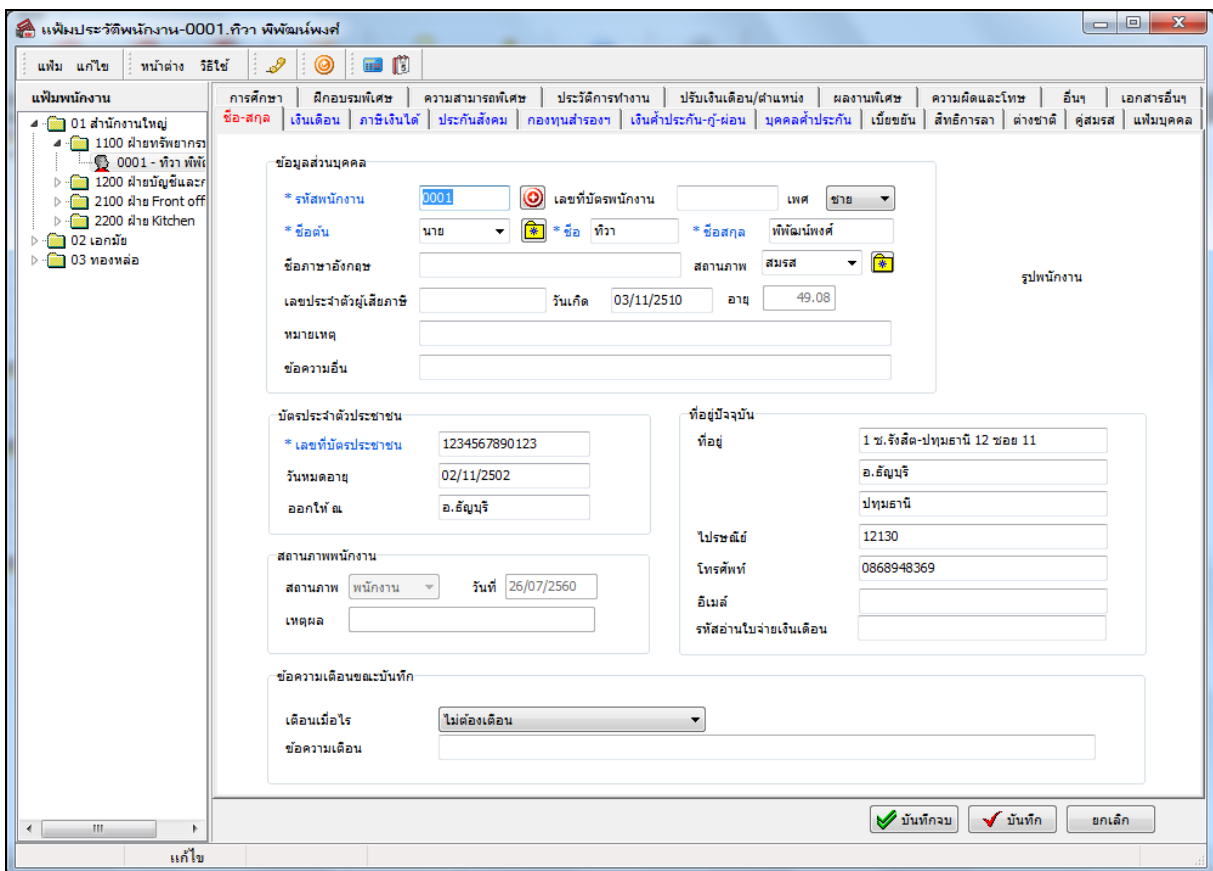 แฟ้มประวัติพนักงาน-0001.ทิวา พิพัฒน์พงศ์
แฟ้ม แก้ไข หน้าต่าง วิธีใช้
แฟ้มพนักงาน
01 สำนักงานใหญ่
1100 ฝ่ายทรัพยากร
0001 - ทิวา พิพั
1200 ฝ่ายบัญชีและ
2100 ฝ่าย Front off
2200 ฝ่าย Kitchen
02 เอกมัย
03 ทองหล่อ
การศึกษา ฝึกอบรมพิเศษ ความสามารถพิเศษ ประวัติการทำงาน ปรับเงินเดือน/ตำแหน่ง ผลงานพิเศษ ความผิดและโทษ อื่นๆ เอกสารอื่นๆ
ชื่อ-สกุล เงินเดือน ภาษีเงินได้ ประกันสังคม กองทุนสำรองฯ เงินค้ำประกัน-กู้-ผ่อน บุคคลค้ำประกัน เบี้ยขยัน สิทธิการลา ต่างชาติ คู่สมรส แฟ้มบุคคล
ข้อมูลส่วนบุคคล
* รหัสพนักงาน 0001 เลขที่บัตรพนักงาน เพศ ชาย
* ชื่อต้น นาย * ชื่อ ทิวา * ชื่อสกุล พิพัฒน์พงศ์
ชื่อภาษาอังกฤษ สถานภาพ สมรส
เลขประจำตัวผู้เสียภาษี วันเกิด 03/11/2510 อายุ 49.08
หมายเหตุ
ข้อความอื่น
รูปพนักงาน
บัตรประจำตัวประชาชน
* เลขที่บัตรประชาชน 1234567890123
วันหมดอายุ 02/11/2502
ออกให้ ณ อ.ธัญบุรี
สถานภาพพนักงาน
สถานภาพ พนักงาน วันที่ 26/07/2560
เหตุผล
ที่อยู่ปัจจุบัน
ที่อยู่ 1 ซ.รังสิต-ปทุมธานี 12 ซอย 11
อ.ธัญบุรี
ปทุมธานี
ไปรษณีย์ 12130
โทรศัพท์ 0868948369
อีเมล์
รหัสอ่านใบจ่ายเงินเดือน
ข้อความเตือนขณะบันทึก
เตือนเมื่อไร ไม่ต้องเตือน
ข้อความเตือน
บันทึกจบ บันทึก ยกเลิก
แก้ไข